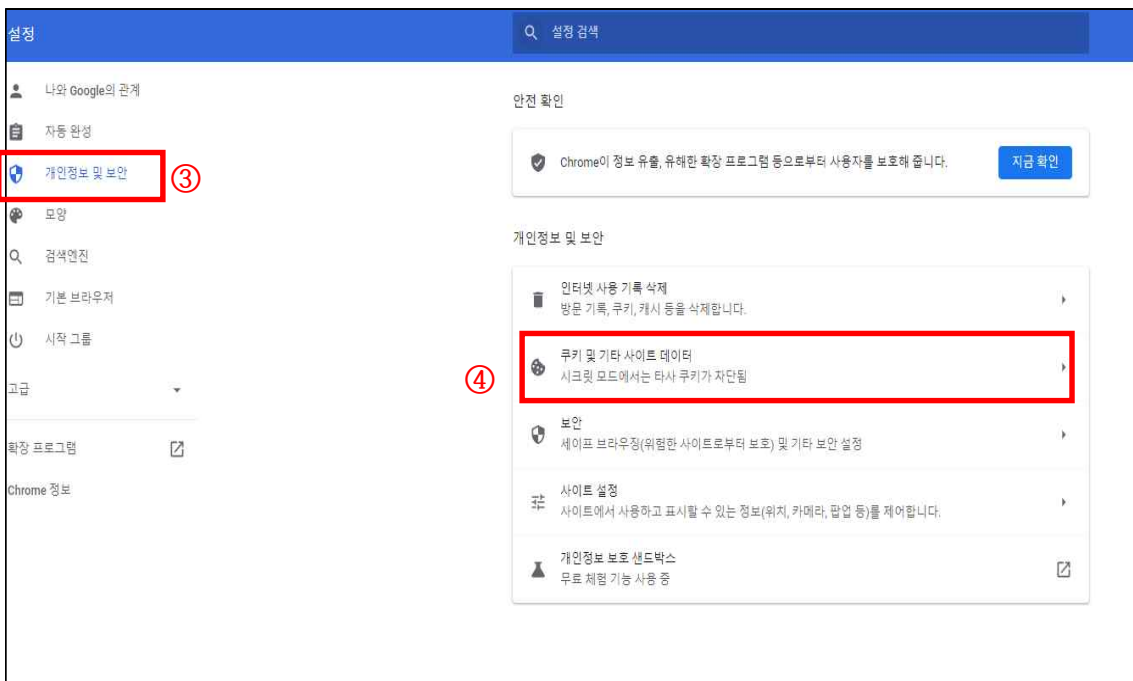 설정
설정 검색
나와 Google의 관계
자동 완성
개인정보 및 보안
③
모양
검색엔진
기본 브라우저
시작 그룹
고급
확장 프로그램
Chrome 정보
안전 확인
Chrome이 정보 유출, 유해한 확장 프로그램 등으로부터 사용자를 보호해 줍니다.
지금 확인
개인정보 및 보안
인터넷 사용 기록 삭제
방문 기록, 쿠키, 캐시 등을 삭제합니다.
④
쿠키 및 기타 사이트 데이터
시크릿 모드에서는 타사 쿠키가 차단됨
보안
세이프 브라우징(위험한 사이트로부터 보호) 및 기타 보안 설정
사이트 설정
사이트에서 사용하고 표시할 수 있는 정보(위치, 카메라, 팝업 등)를 제어합니다.
개인정보 보호 샌드박스
무료 체험 기능 사용 중